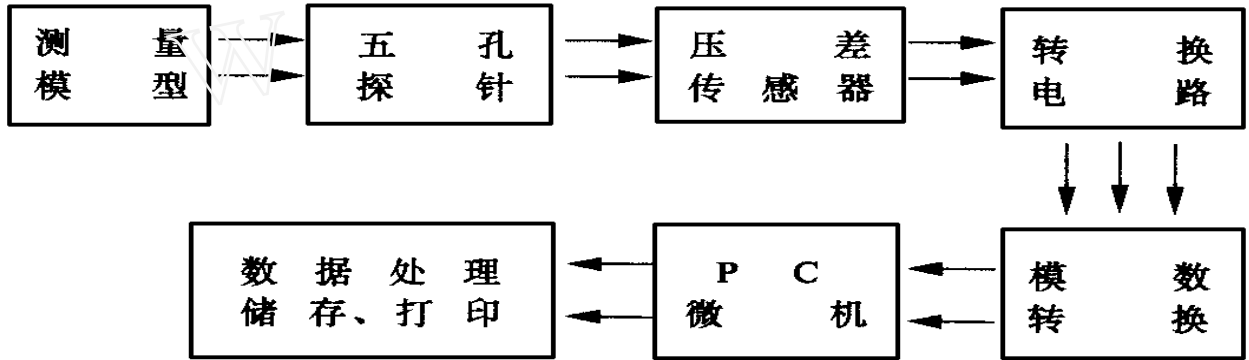 测量
模型
五孔
探针
压差
传感器
转换
电路
模数
转换
PC
微机
数据处理
储存、打印
W